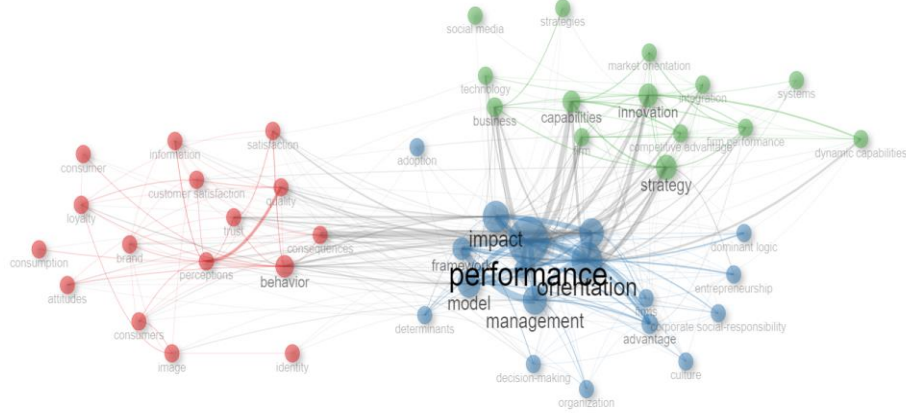 strategies
social media
market orientation
systems
technology
integration
business
capabilities
innovation
firm
competitive advantage
firm performance
dynamic capabilities
satisfaction
information
consumer
adoption
customer satisfaction
quality
strategy
loyalty
trust
consequences
impact
dominant logic
brand
consumption
perceptions
behavior
framework
performance
orientation
entrepreneurship
attitudes
model
management
determinants
corporate social-responsibility
advantage
consumers
image
identity
decision-making
culture
organization